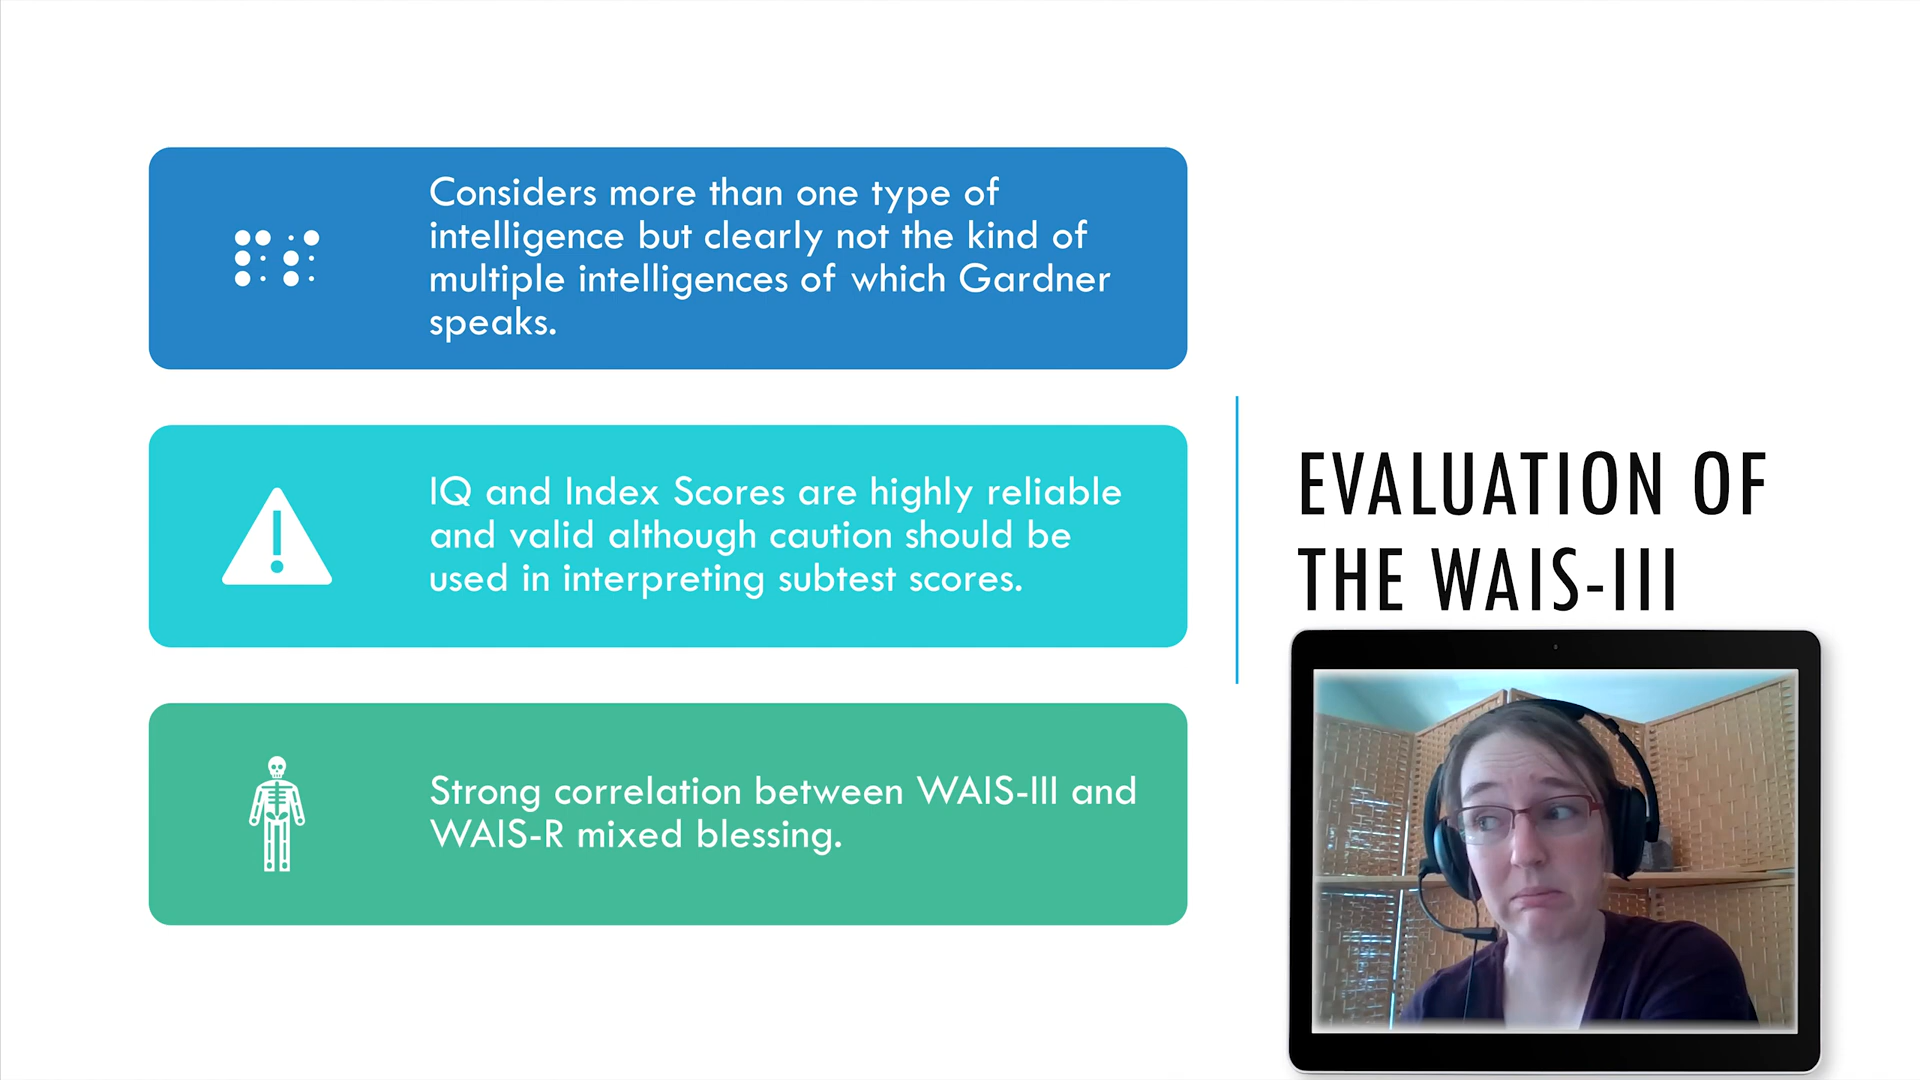 Considers more than one type of
intelligence but clearly not the kind of
multiple intelligences of which Gardner
speaks.
IQ and Index Scores are highly reliable
and valid although caution should be
used in interpreting subtest scores.
Strong correlation between WAIS-III and
WAIS-R mixed blessing.
EVALUATION OF
THE WAIS-III